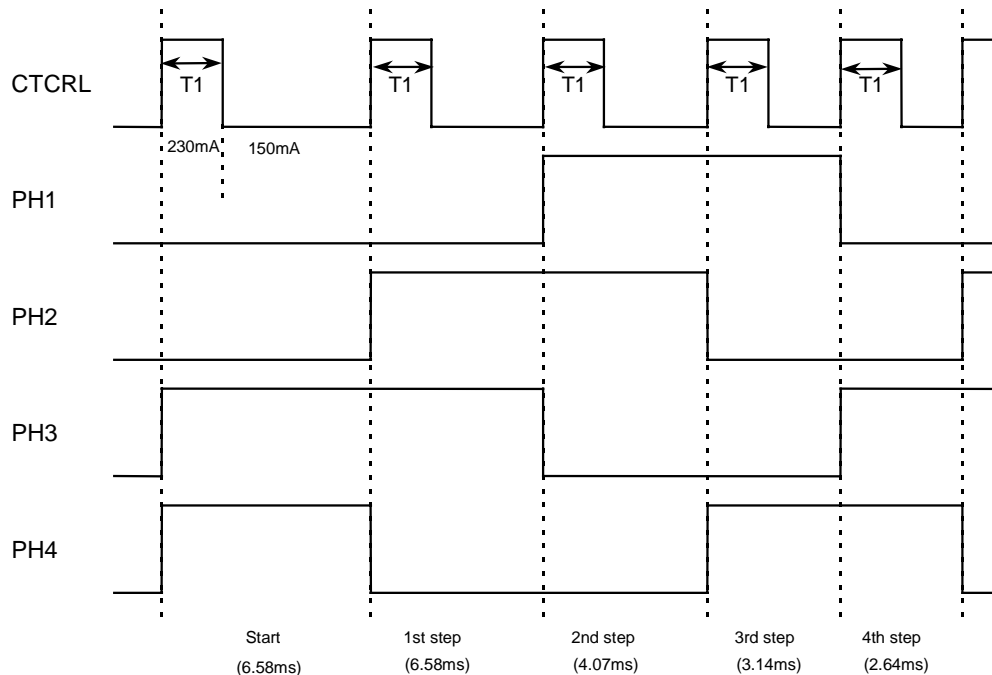 CTCRL
T1 T1 T1 T1 T1
230mA 150mA
PH1
PH2
PH3
PH4
Start 1st step 2nd step 3rd step 4th step
(6.58ms) (6.58ms) (4.07ms) (3.14ms) (2.64ms)